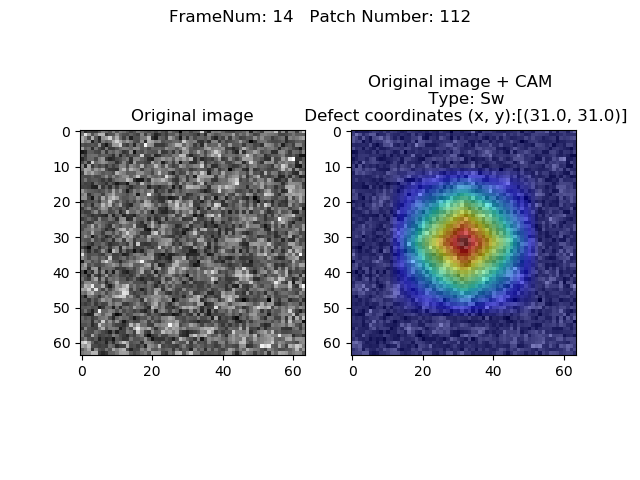 FrameNum: 14   Patch Number: 112
Original image
0
10
20
30
40
50
60
0 20 40 60
Original image + CAM
Type: Sw
Defect coordinates (x, y):[(31.0, 31.0)]
0
10
20
30
40
50
60
0 20 40 60